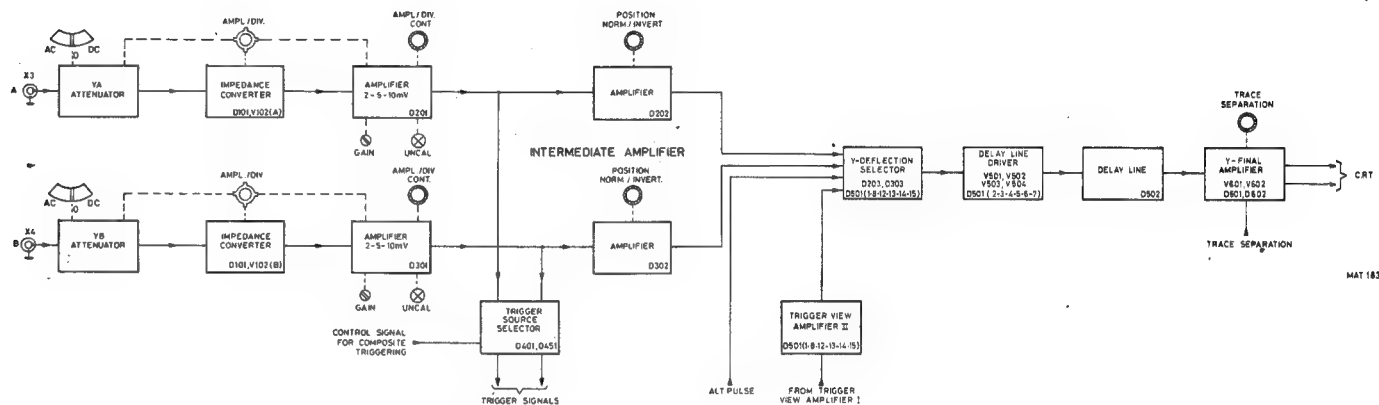 AMPL./DIV.
AC 0 DC
X3
A
YA
ATTENUATOR
IMPEDANCE
CONVERTER
D101,V102(A)
AMPL/DIV.
CONT.
AMPLIFIER
2-5-10mV
D201
GAIN
UNCAL
POSITION
NORM./INVERT
AMPLIFIER
D202
INTERMEDIATE AMPLIFIER
AMPL./DIV
AC 0 DC
X4
B
YB
ATTENUATOR
IMPEDANCE
CONVERTER
D101,V102(B)
AMPL/DIV
CONT.
AMPLIFIER
2-5-10mV
D301
GAIN
UNCAL
POSITION
NORM./INVERT.
AMPLIFIER
D302
CONTROL SIGNAL
FOR COMPOSITE
TRIGGERING
TRIGGER
SOURCE
SELECTOR
D401,D451
TRIGGER SIGNALS
Y-DEFLECTION
SELECTOR
D203,D303
D501(1-8-12-13-14-15)
DELAY LINE
DRIVER
V501,V502
V503,V504
D501(2-3-4-5-6-7)
DELAY LINE
D502
TRACE
SEPARATION
Y-FINAL
AMPLIFIER
V601,V602
D601,D602
C.R.T
TRACE SEPARATION
TRIGGER VIEW
AMPLIFIER II
D501(1-8-12-13-14-15)
ALT PULSE
FROM TRIGGER
VIEW AMPLIFIER I
MAT 183